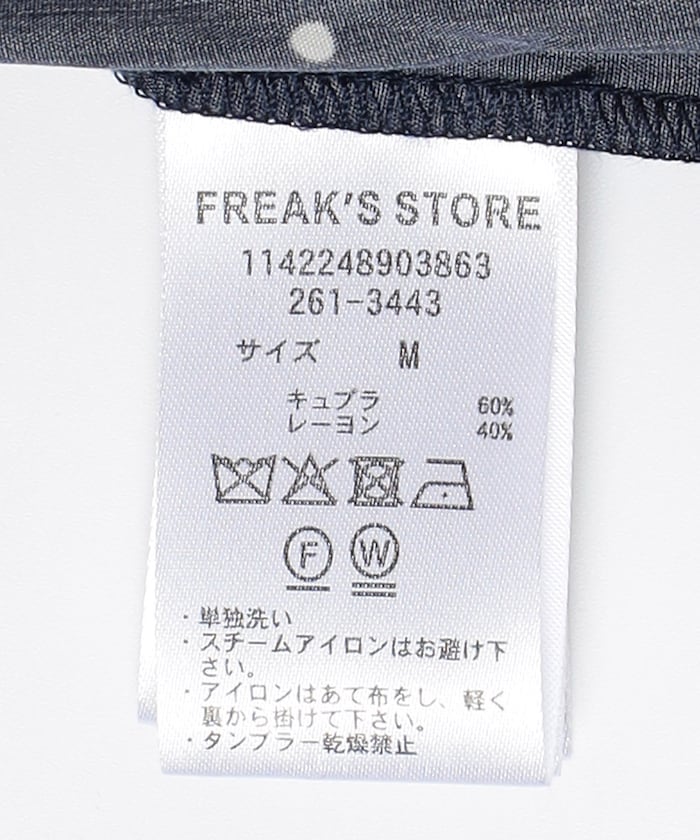 FREAK'S STORE
1142248903863
261-3443
サイズ M
キュプラ 60%
レーヨン 40%
F W
・単独洗い
・スチームアイロンはお避け下
さい。
・アイロンはあて布をし、軽く
裏から掛けて下さい。
・タンブラー乾燥禁止